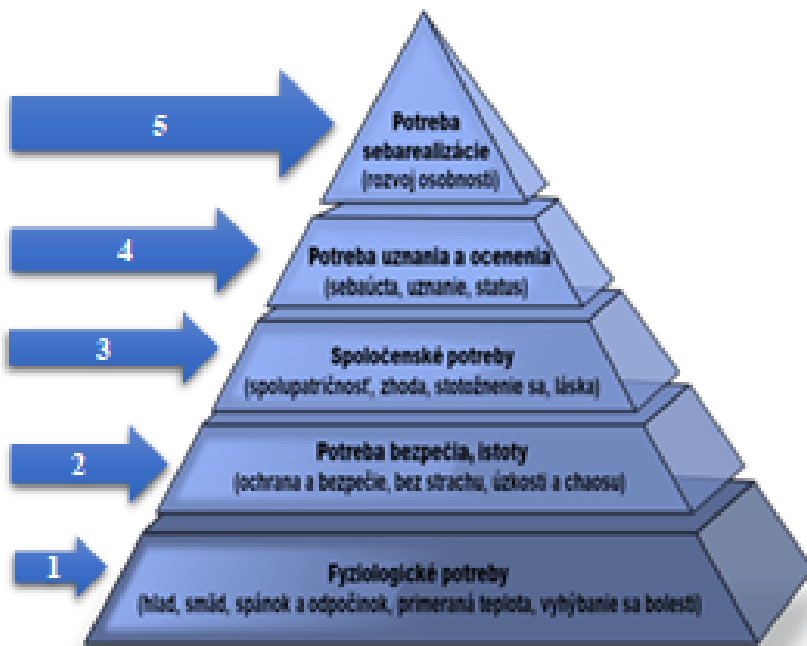 5
Potreba
sebarealizácie
(rozvoj osobnosti)
4
Potreba uznania a ocenenia
(sebaúcta, uznanie, status)
3
Spoločenské potreby
(spolupatričnosť, zhoda, stotožnenie sa, láska)
2
Potreba bezpečia, istoty
(ochrana a bezpečie, bez strachu, úzkosti a chaosu)
1
Fyziologické potreby
(hlad, smäd, spánok a odpočinok, primeraná teplota, vyhýbanie sa bolesti)